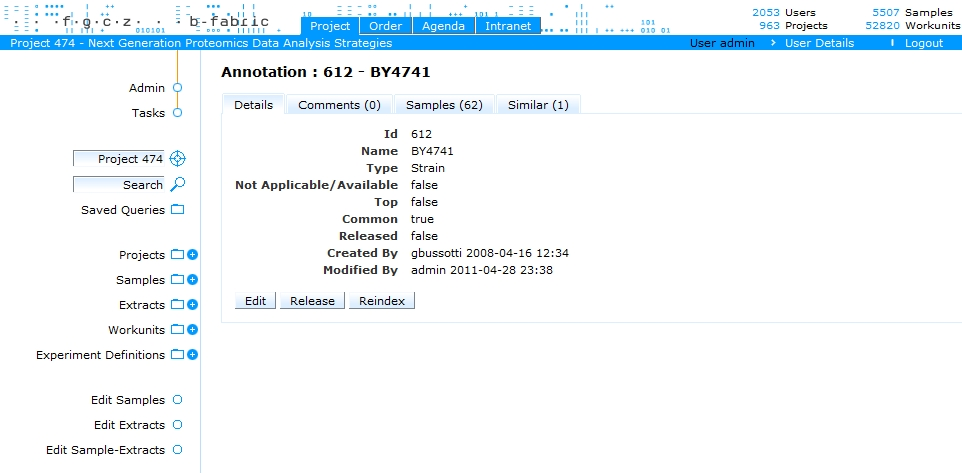 f·g·c·z· · ·b-fabric
Project Order Agenda Intranet
2053 Users 5507 Samples
963 Projects 52820 Workunits
Project 474 - Next Generation Proteomics Data Analysis Strategies
User admin > User Details Logout
Admin
Tasks
Project 474
Search
Saved Queries
Projects
Samples
Extracts
Workunits
Experiment Definitions
Edit Samples
Edit Extracts
Edit Sample-Extracts
Annotation : 612 - BY4741
Details Comments (0) Samples (62) Similar (1)
Id 612
Name BY4741
Type Strain
Not Applicable/Available false
Top false
Common true
Released false
Created By gbussotti 2008-04-16 12:34
Modified By admin 2011-04-28 23:38
Edit Release Reindex